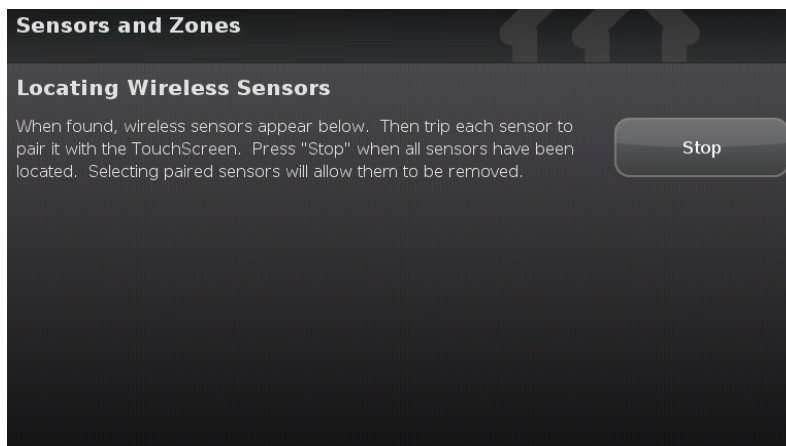 Sensors and Zones
Locating Wireless Sensors
When found, wireless sensors appear below.  Then trip each sensor to
pair it with the TouchScreen.  Press "Stop" when all sensors have been
located.  Selecting paired sensors will allow them to be removed.
Stop